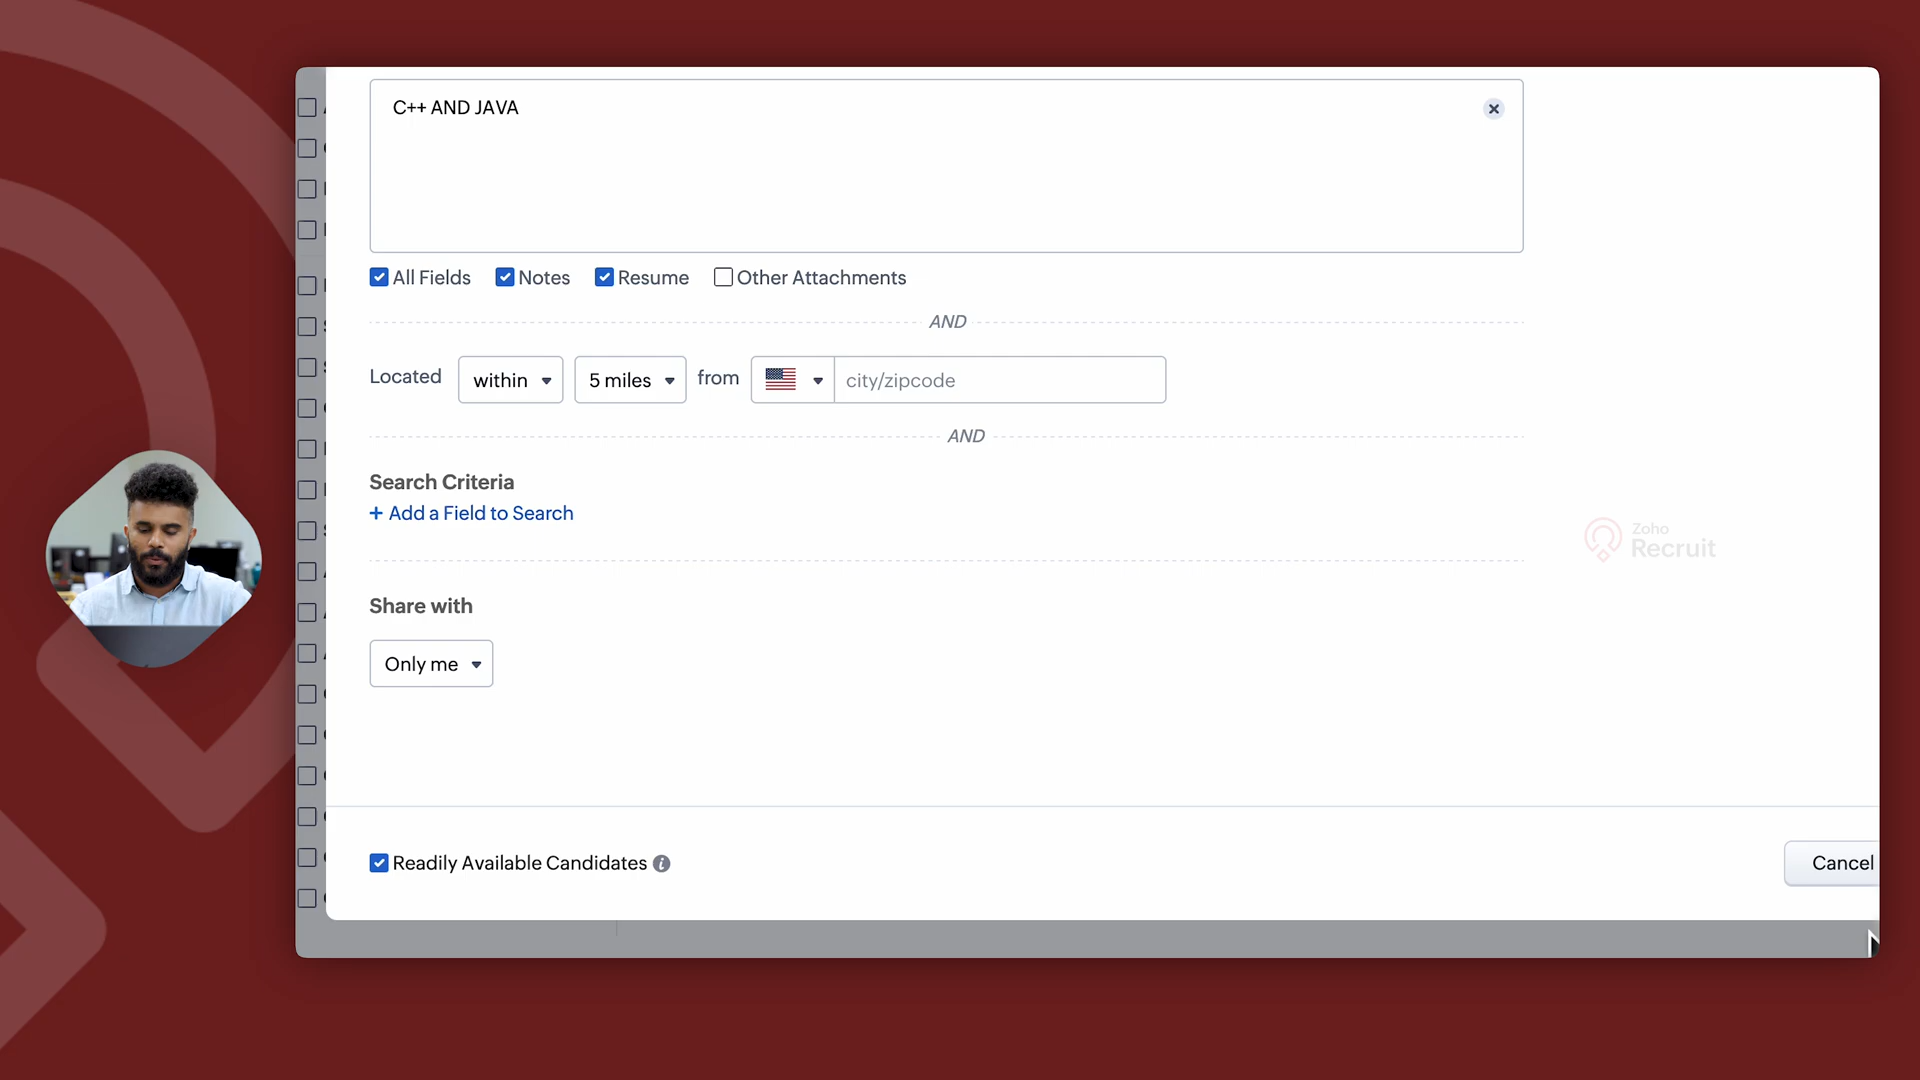 C++ AND JAVA
All Fields Notes Resume Other Attachments
AND
Located within 5 miles from city/zipcode
AND
Search Criteria
+ Add a Field to Search
Zoho
Recruit
Share with
Only me
Readily Available Candidates
Cancel